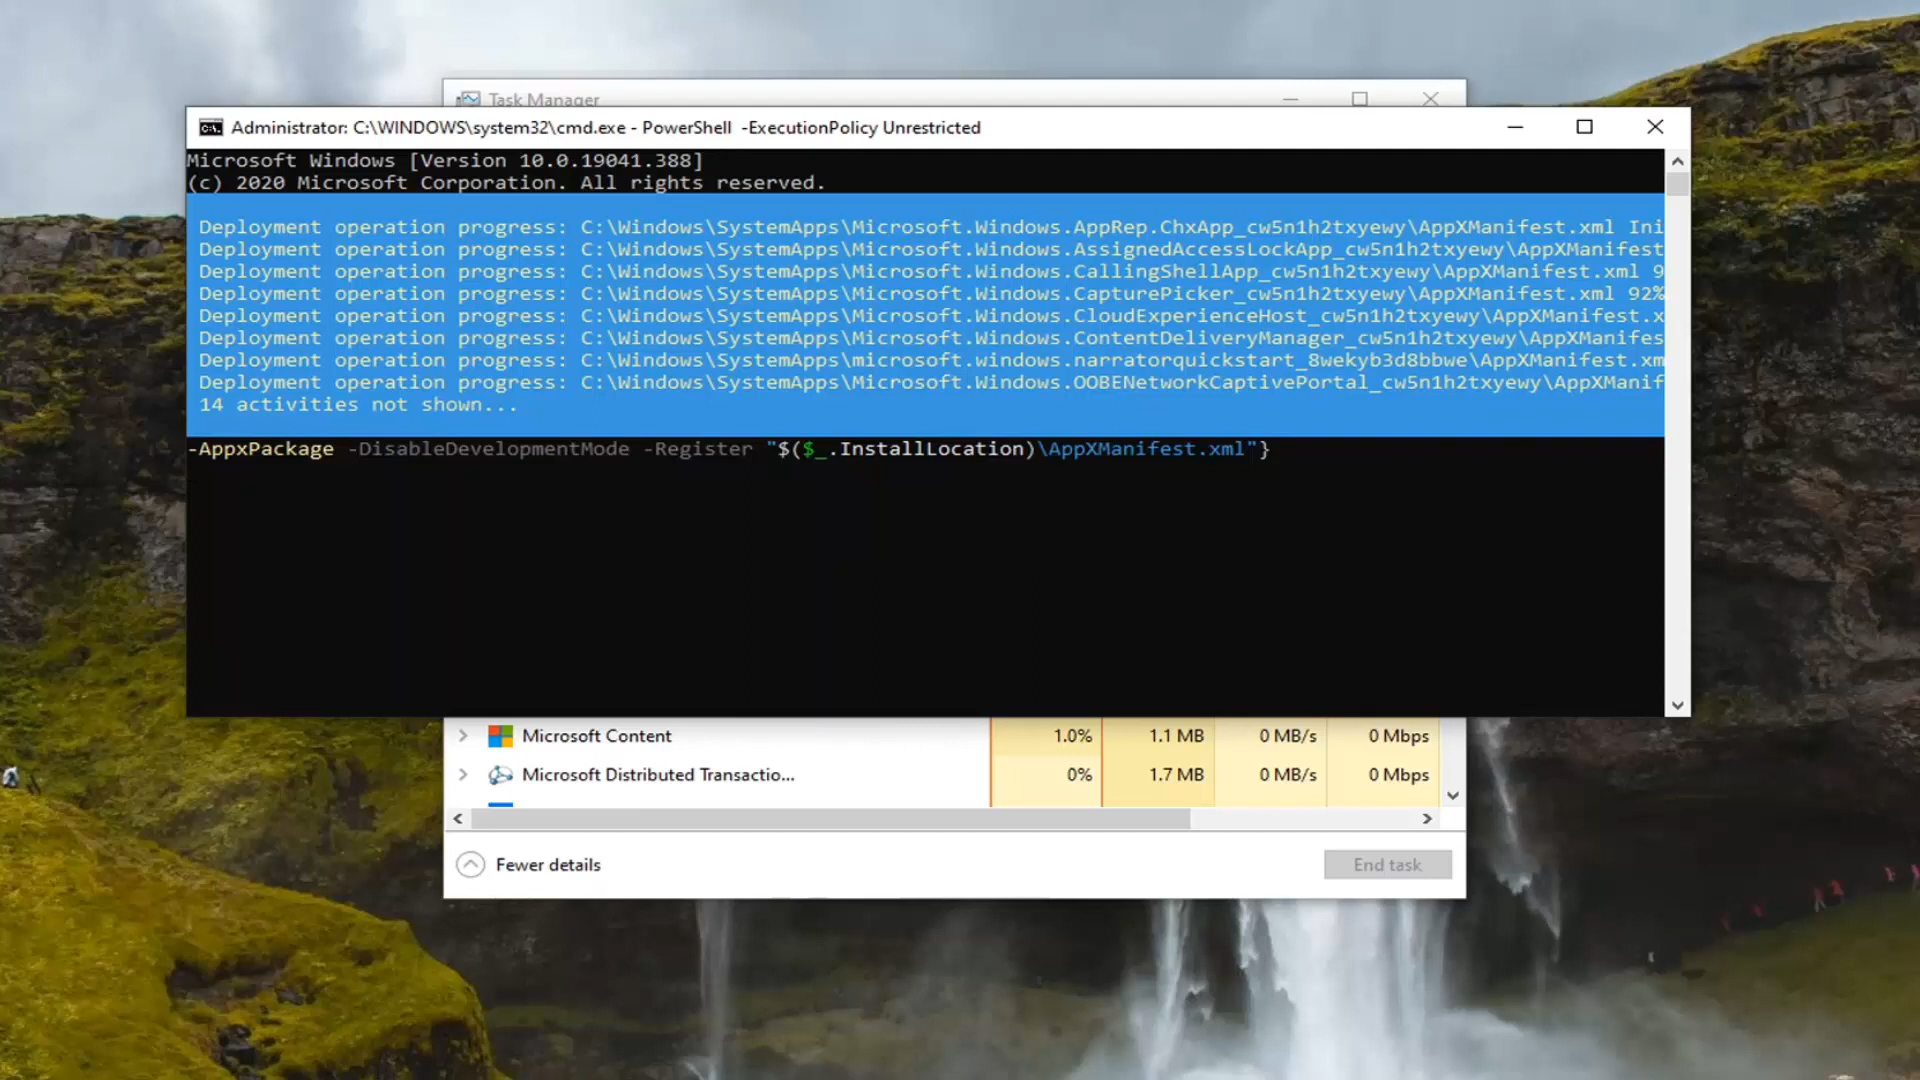 Task Manager
Administrator: C:\WINDOWS\system32\cmd.exe - PowerShell  -ExecutionPolicy Unrestricted
Microsoft Windows [Version 10.0.19041.388]
(c) 2020 Microsoft Corporation. All rights reserved.
Deployment operation progress: C:\Windows\SystemApps\Microsoft.Windows.AppRep.ChxApp_cw5n1h2txyewy\AppXManifest.xml Ini
Deployment operation progress: C:\Windows\SystemApps\Microsoft.Windows.AssignedAccessLockApp_cw5n1h2txyewy\AppXManifest
Deployment operation progress: C:\Windows\SystemApps\Microsoft.Windows.CallingShellApp_cw5n1h2txyewy\AppXManifest.xml 9
Deployment operation progress: C:\Windows\SystemApps\Microsoft.Windows.CapturePicker_cw5n1h2txyewy\AppXManifest.xml 92%
Deployment operation progress: C:\Windows\SystemApps\Microsoft.Windows.CloudExperienceHost_cw5n1h2txyewy\AppXManifest.x
Deployment operation progress: C:\Windows\SystemApps\Microsoft.Windows.ContentDeliveryManager_cw5n1h2txyewy\AppXManifes
Deployment operation progress: C:\Windows\SystemApps\microsoft.windows.narratorquickstart_8wekyb3d8bbwe\AppXManifest.xm
Deployment operation progress: C:\Windows\SystemApps\Microsoft.Windows.OOBENetworkCaptivePortal_cw5n1h2txyewy\AppXManif
14 activities not shown...
-AppxPackage -DisableDevelopmentMode -Register "$($_.InstallLocation)\AppXManifest.xml"}
Microsoft Content 1.0% 1.1 MB 0 MB/s 0 Mbps
Microsoft Distributed Transactio... 0% 1.7 MB 0 MB/s 0 Mbps
Fewer details
End task